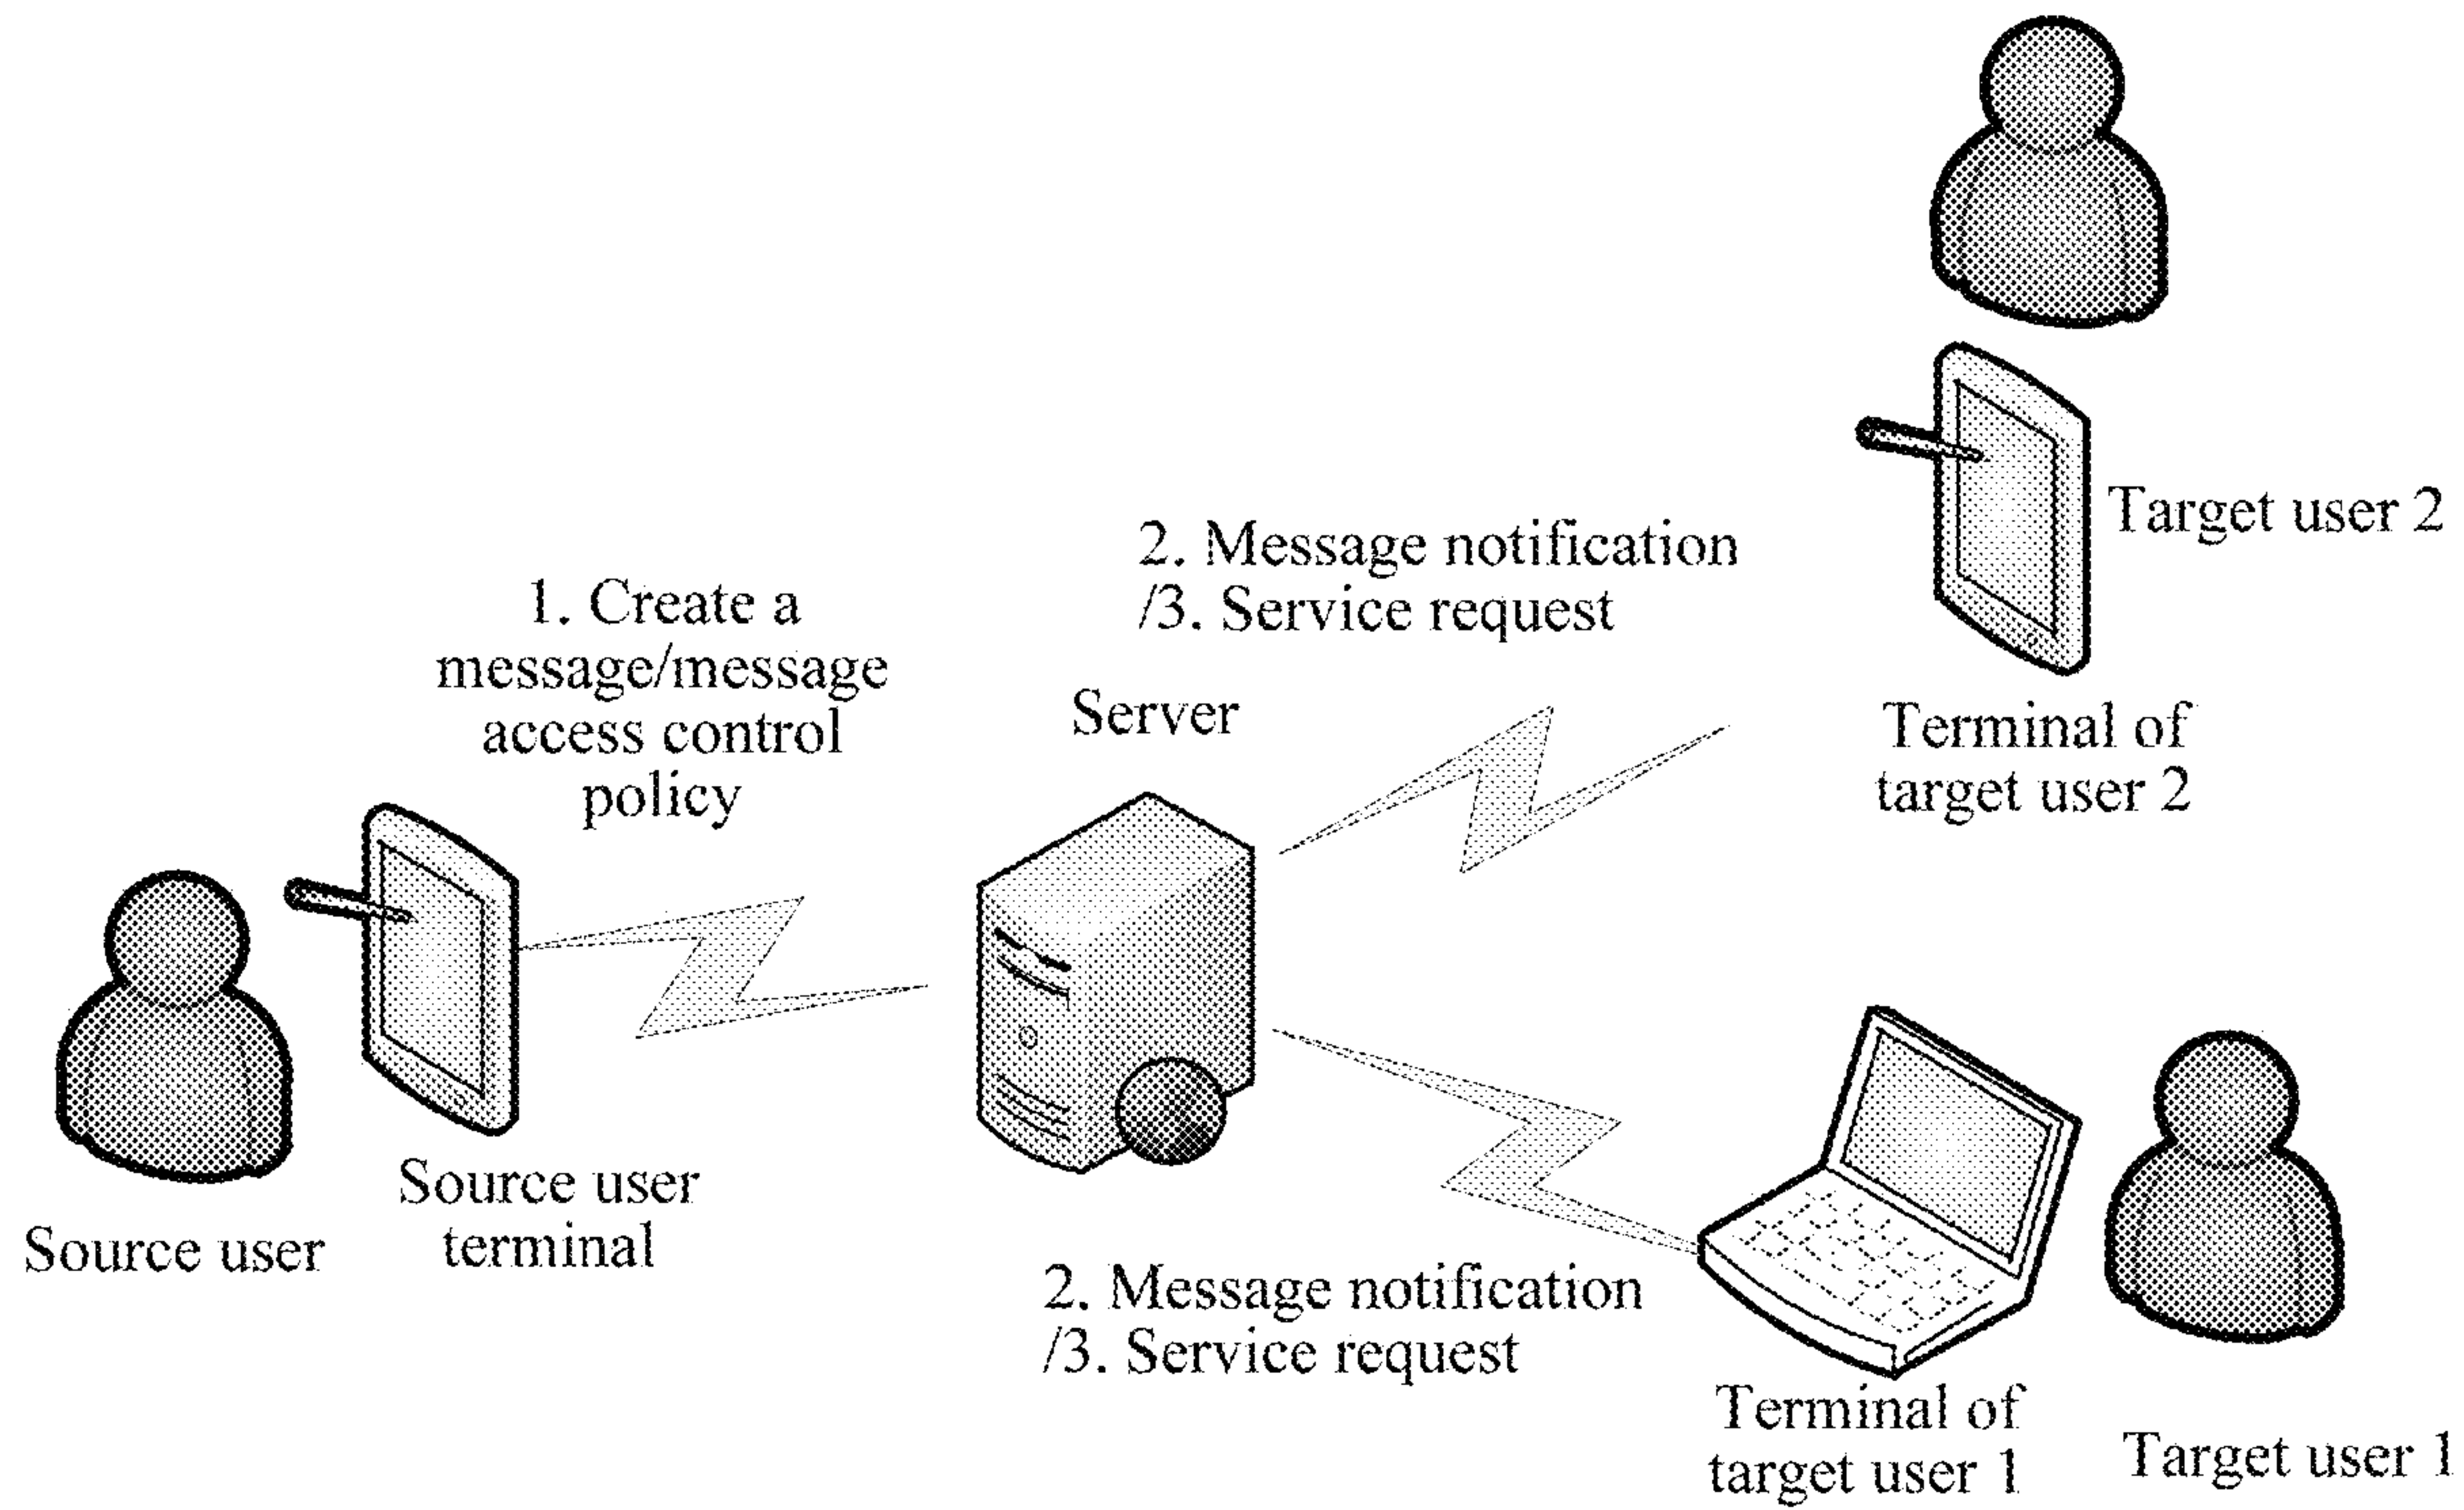 1. Create a
message/message
access control
policy
Source user
Source user
terminal
Server
2. Message notification
/3. Service request
Target user 2
Terminal of
target user 2
2. Message notification
/3. Service request
Terminal of
target user 1
Target user 1